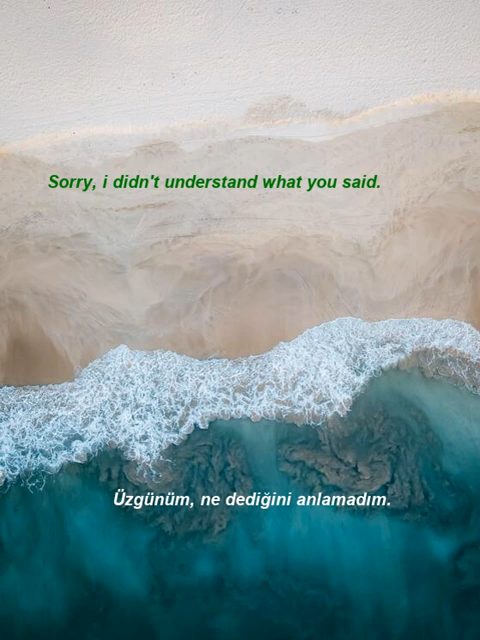 Sorry, i didn't understand what you said.
Üzgünüm, ne dediğini anlamadım.